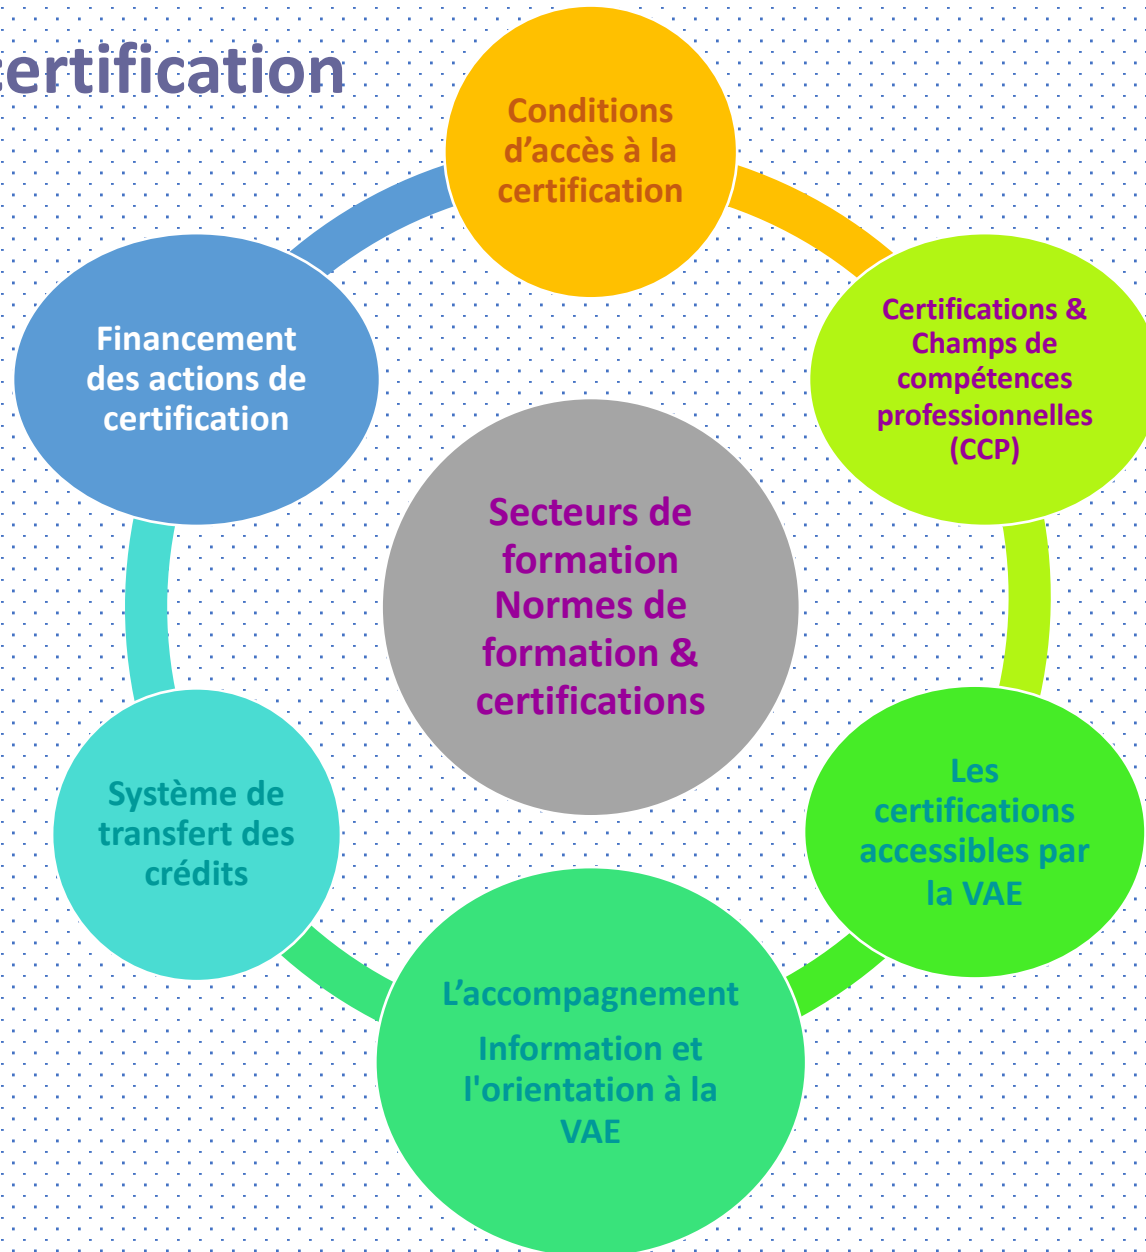 certification
Conditions
d’accès à la
certification
Certifications &
Champs de
compétences
professionnelles
(CCP)
Les
certifications
accessibles par
la VAE
L’accompagnement
Information et
l'orientation à la
VAE
Système de
transfert des
crédits
Financement
des actions de
certification
Secteurs de
formation
Normes de
formation &
certifications